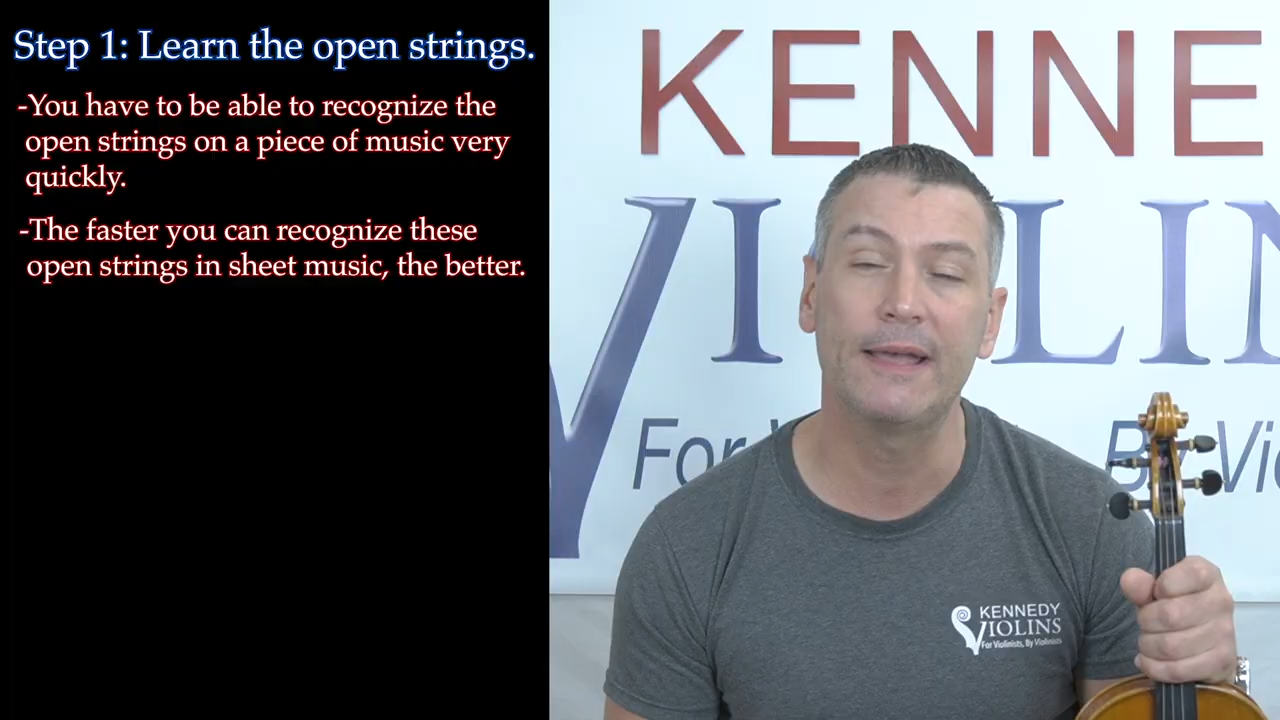 Step 1: Learn the open strings.
-You have to be able to recognize the
open strings on a piece of music very
quickly.
-The faster you can recognize these
open strings in sheet music, the better.
KENNE
VIOLIN
For
By Vi
KENNEDY
VIOLINS
For Violinists, By Violinists